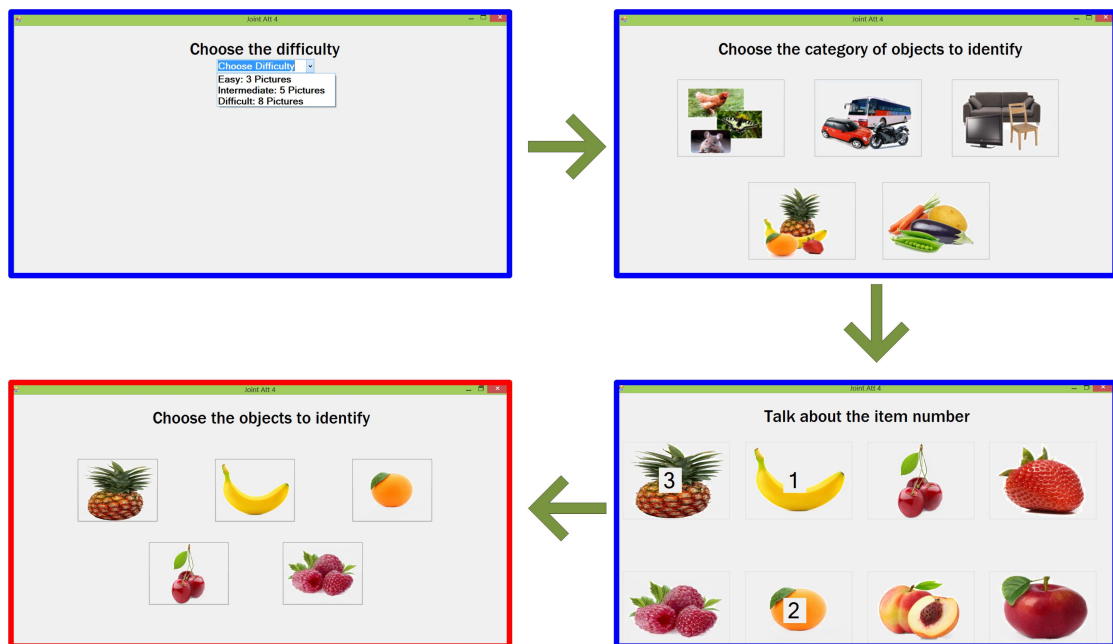 Joint Att 4
Choose the difficulty
Choose Difficulty
Easy: 3 Pictures
Intermediate: 5 Pictures
Difficult: 8 Pictures
Joint Att 4
Choose the category of objects to identify
Joint Att 4
Choose the objects to identify
Joint Att 4
Talk about the item number
3
1
2